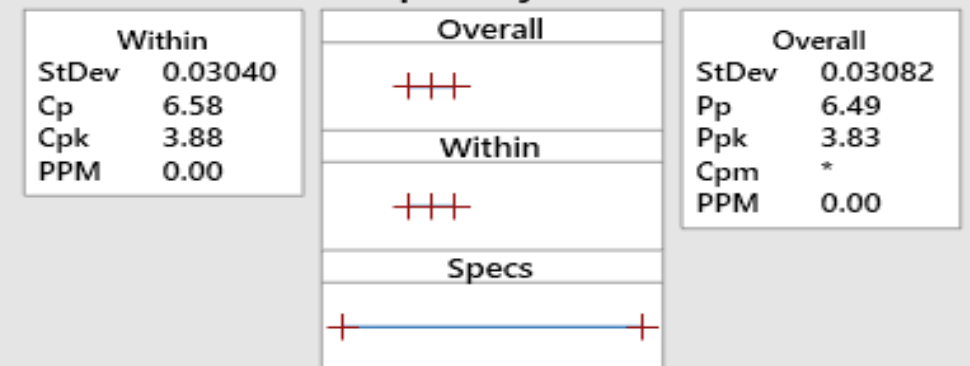 Within
StDev 0.03040
Cp 6.58
Cpk 3.88
PPM 0.00
Overall
Within
Specs
Overall
StDev 0.03082
Pp 6.49
Ppk 3.83
Cpm *
PPM 0.00